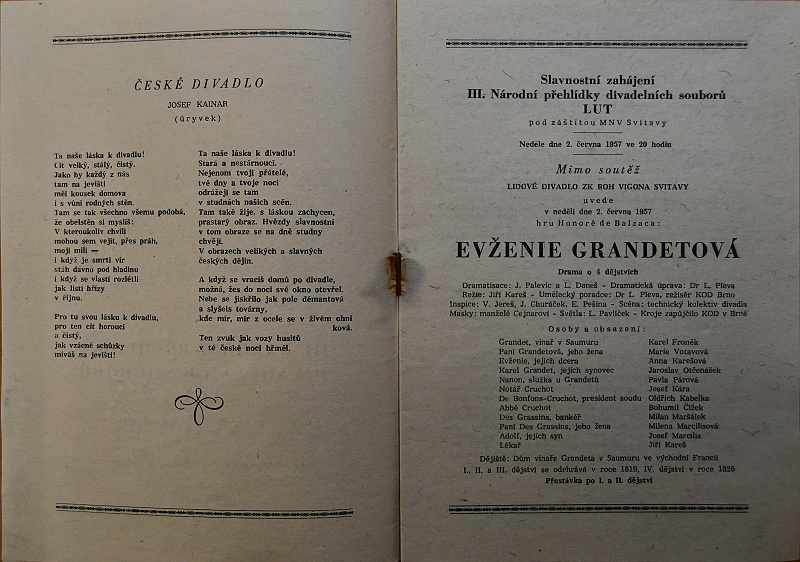 ČESKÉ DIVADLO
JOSEF KAINAR
(úryvek)
Ta naše láska k divadlu!
Cit velký, stálý, čistý.
Jako by každý z nás
tam na jevišti
měl kousek domova
i s vůní rodných stěn.
Tam se tak všechno všemu podobá,
že obelstěn si myslíš:
V kteroukoliv chvíli
mohou sem vejít, přes práh,
moji milí —
i když je smrti vír
stáh dávno pod hladinu
i když se vlasti rozlétli
jak listí břízy
v říjnu.
Pro tu svou lásku k divadlu,
pro ten cit horoucí
a čistý,
jak vzácné schůzky
míváš na jevišti!
Ta naše láska k divadlu!
Stará a nestárnoucí.
Nejenom tvoji přátelé,
tvé dny a tvoje noci
odrážejí se tam
v studnách našich scén.
Tam také žije, s láskou zachycen,
prastarý obraz. Hvězdy slavnostní
v tom obraze se na dně studny
chvějí.
V obrazech velikých a slavných
českých dějin.
A když se vracíš domů po divadle,
možná, žes do noci své okno otevřel.
Nebe se jiskřilo jak pole démantová
a slyšels továrny,
kde mír, mír z ocele se v živém ohni
ková.
Ten zvuk jak vozy husitů
v té české noci hřměl.
Slavnostní zahájení
III. Národní přehlídky divadelních souborů
LUT
pod záštitou MNV Svitavy
Neděle dne 2. června 1957 ve 20 hodin
Mimo soutěž
LIDOVÉ DIVADLO ZK ROH VIGONA SVITAVY
uvede
v neděli dne 2. června 1957
hru Honoré de Balzaca:
EVŽENIE GRANDETOVÁ
Drama o 4 dějstvích
Dramatisace: J. Palevic a L. Daneš - Dramatická úprava: Dr L. Pleva
Režie: Jiří Kareš - Umělecký poradce: Dr L. Pleva, režisér KOD Brno
Inspice: V. Jereš, J. Churáček, E. Pešina - Scéna: technický kolektiv divadla
Masky: manželé Cejnarovi - Světla: L. Pavlíček - Kroje zapůjčilo KOD v Brně
Osoby a obsazení:
Grandet, vinař v Saumuru Karel Froněk
Paní Grandetová, jeho žena Marie Votavová
Evženie, jejich dcera Anna Karešová
Karel Grandet, jejich synovec Jaroslav Otčenášek
Nanon, služka u Grandetů Pavla Párová
Notář Cruchot Josef Kára
De Bonfons-Cruchot, president soudu Oldřich Kabelka
Abbé Cruchot Bohumil Čížek
Des Grassins, bankéř Milan Maršálek
Paní Des Grassins, jeho žena Milena Marcilisová
Adolf, jejich syn Josef Marcilis
Lékař Jiří Kareš
Dějiště: Dům vinaře Grandeta v Saumuru ve východní Francii
I., II. a III. dějství se odehrává v roce 1819, IV. dějství v roce 1826
Přestávka po I. a II. dějství